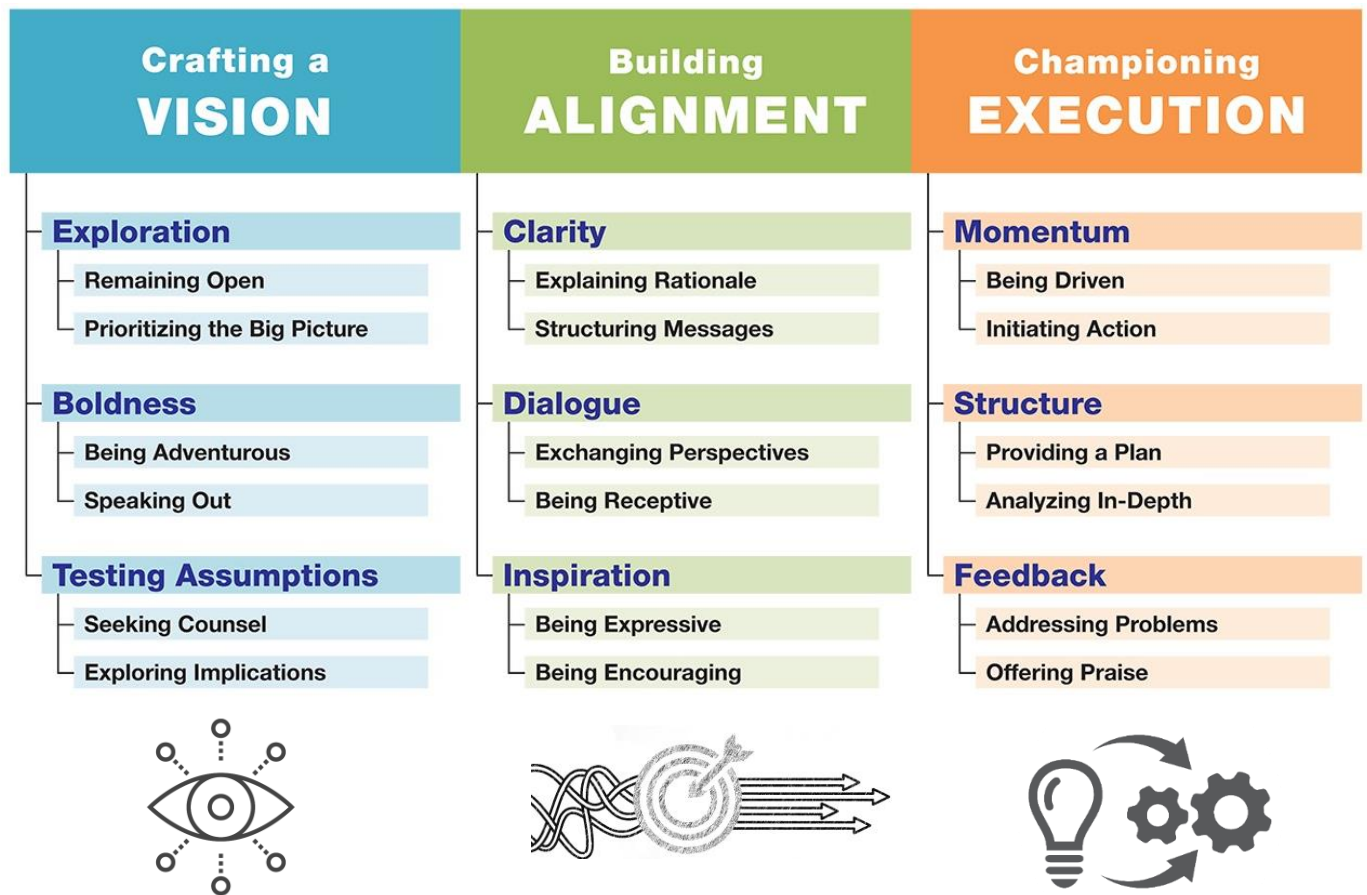 Crafting a
VISION
Exploration
Remaining Open
Prioritizing the Big Picture
Boldness
Being Adventurous
Speaking Out
Testing Assumptions
Seeking Counsel
Exploring Implications
Building
ALIGNMENT
Clarity
Explaining Rationale
Structuring Messages
Dialogue
Exchanging Perspectives
Being Receptive
Inspiration
Being Expressive
Being Encouraging
Championing
EXECUTION
Momentum
Being Driven
Initiating Action
Structure
Providing a Plan
Analyzing In-Depth
Feedback
Addressing Problems
Offering Praise